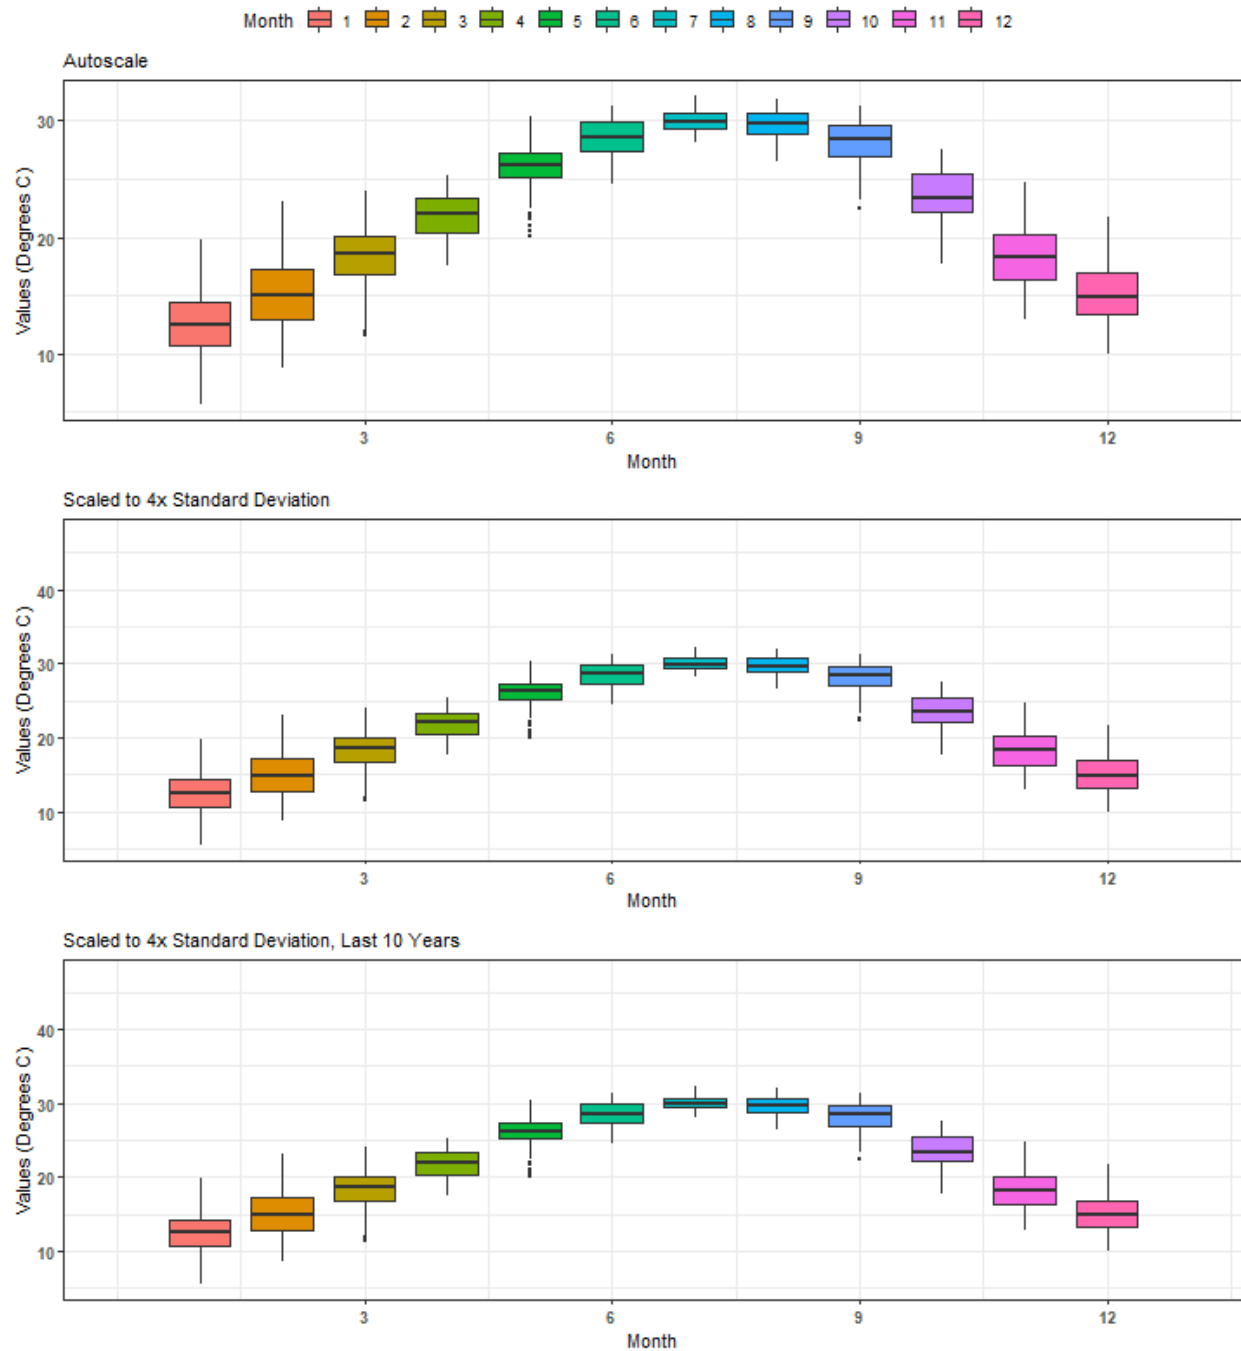 Month 1 2 3 4 5 6 7 8 9 10 11 12
Autoscale
Values (Degrees C)
30
20
10
3 6 9 12
Month
Scaled to 4x Standard Deviation
Values (Degrees C)
40
30
20
10
3 6 9 12
Month
Scaled to 4x Standard Deviation, Last 10 Years
Values (Degrees C)
40
30
20
10
3 6 9 12
Month